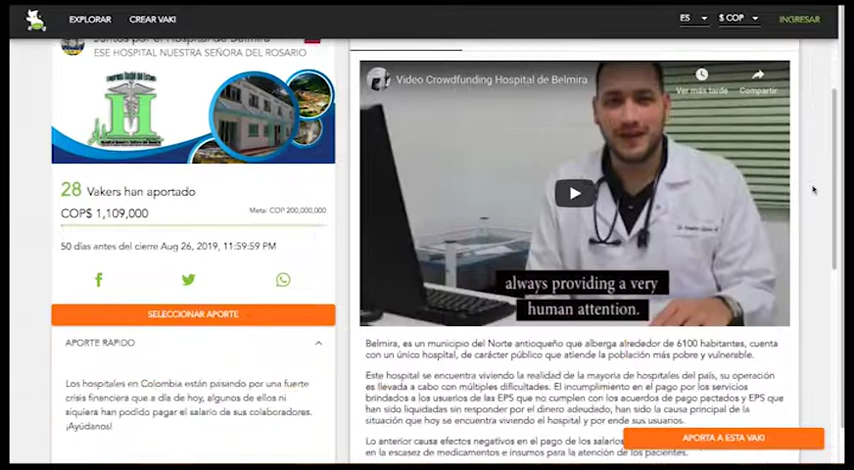 EXPLORAR
CREAR VAKI
ES
$ COP
INGRESAR
Juntos por el Hospital de Belmira
ESE HOSPITAL NUESTRA SEÑORA DEL ROSARIO
Empresa Social del Estado
H
28 Vakers han aportado
COP$ 1,109,000
Meta: COP 200,000,000
50 días antes del cierre Aug 26, 2019, 11:59:59 PM
SELECCIONAR APORTE
APORTE RAPIDO
Los hospitales en Colombia están pasando por una fuerte
crisis financiera que a día de hoy, algunos de ellos ni
siquiera han podido pagar el salario de sus colaboradores.
¡Ayúdanos!
Video Crowdfunding Hospital de Belmira
Ver más tarde
Compartir
always providing a very
human attention.
Belmira, es un municipio del Norte antioqueño que alberga alrededor de 6100 habitantes, cuenta
con un único hospital, de carácter público que atiende la población más pobre y vulnerable.
Este hospital se encuentra viviendo la realidad de la mayoria de hospitales del país, su operación
es llevada a cabo con múltiples dificultades. El incumplimiento en el pago por los servicios
brindados a los usuarios de las EPS que no cumplen con los acuerdos de pago pactados y EPS que
han sido liquidadas sin responder por el dinero adeudado, han sido la causa principal de la
situación que hoy se encuentra viviendo el hospital y por ende sus usuarios.
Lo anterior causa efectos negativos en el pago de los salarios
en la escasez de medicamentos e insumos para la atención de los pacientes.
APORTA A ESTA VAKI